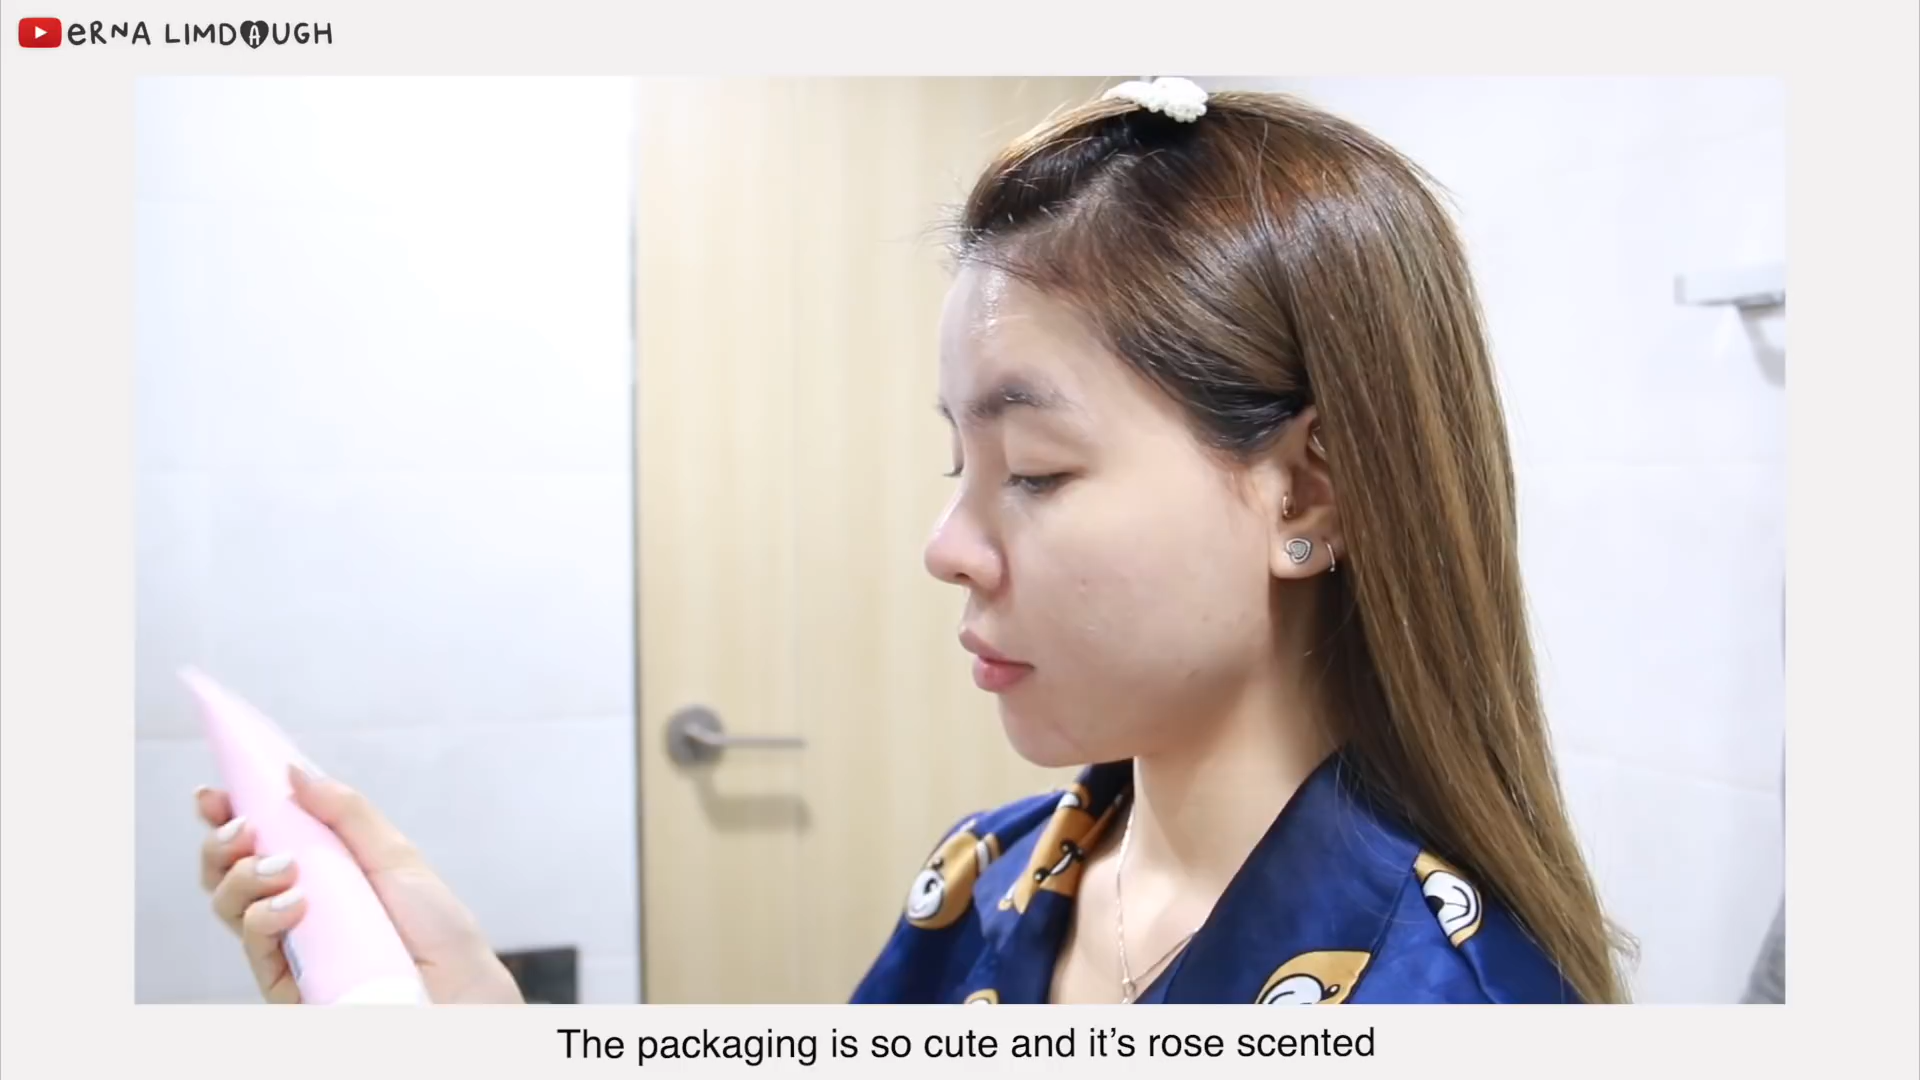 eRNA LIMDAUGH
The packaging is so cute and it's rose scented